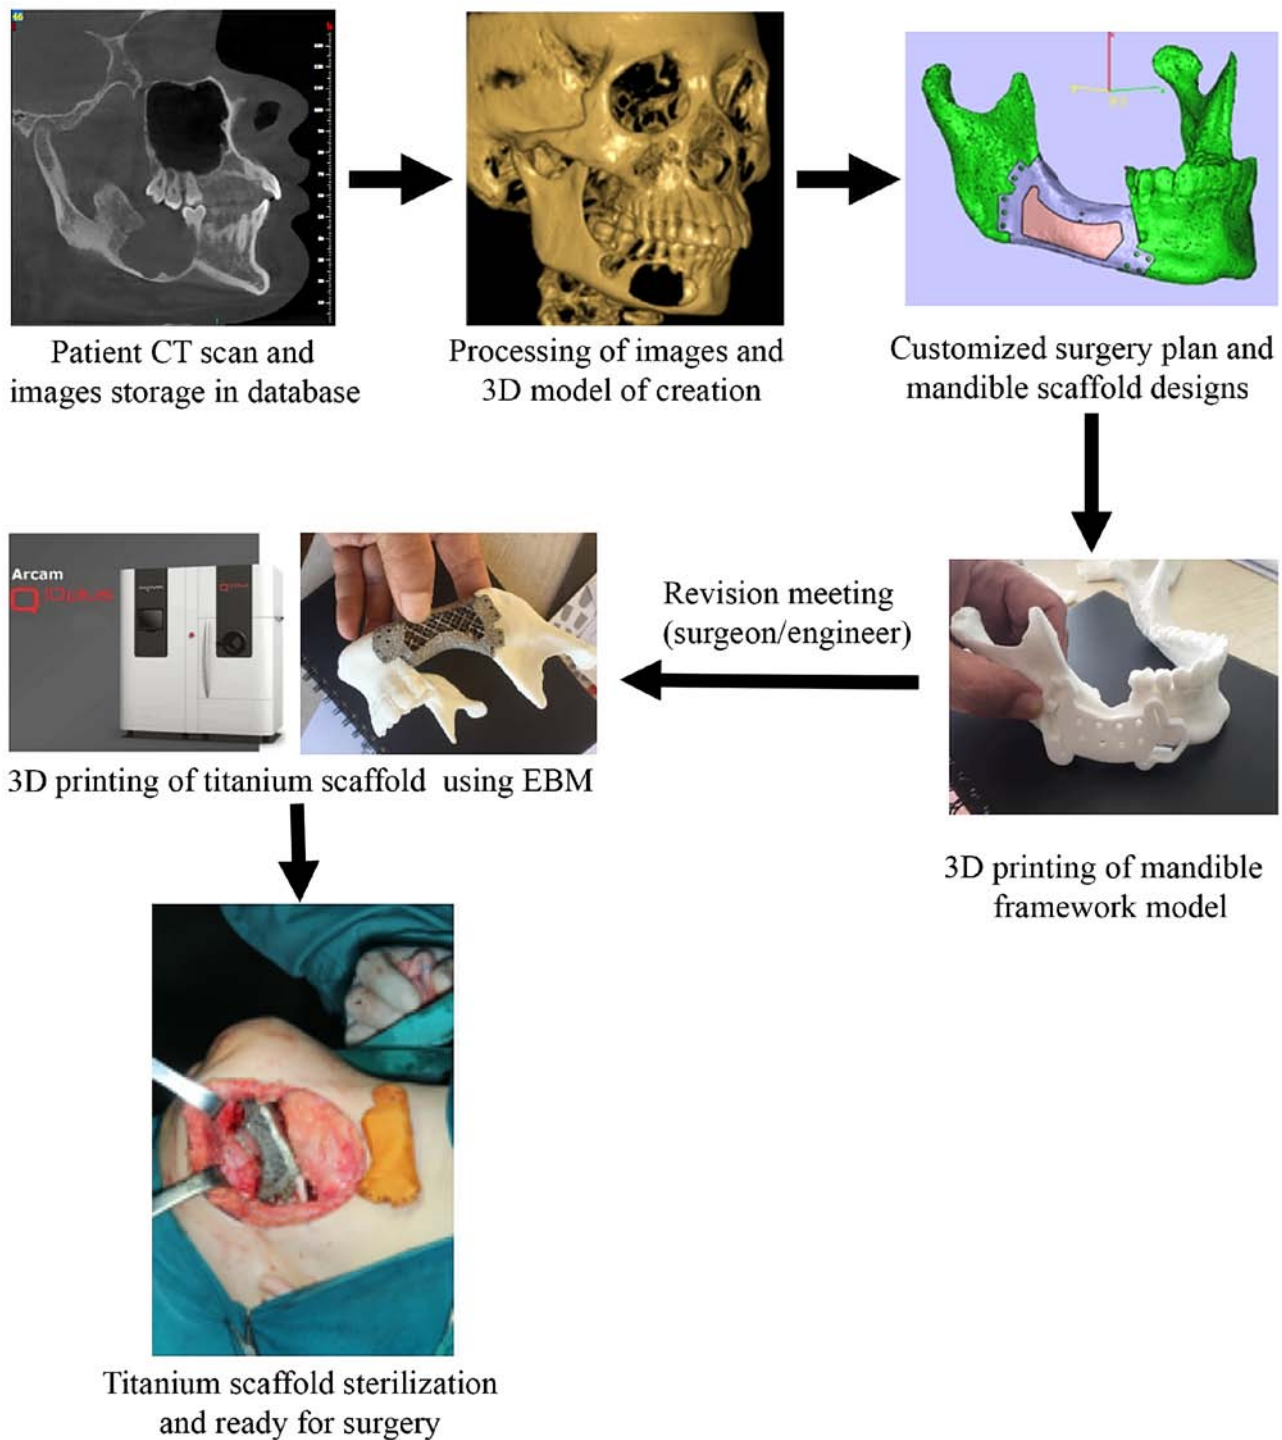 46
Patient CT scan and
images storage in database
Processing of images and
3D model of creation
Customized surgery plan and
mandible scaffold designs
Revision meeting
(surgeon/engineer)
Arcam
3D printing of titanium scaffold using EBM
3D printing of mandible
framework model
Titanium scaffold sterilization
and ready for surgery